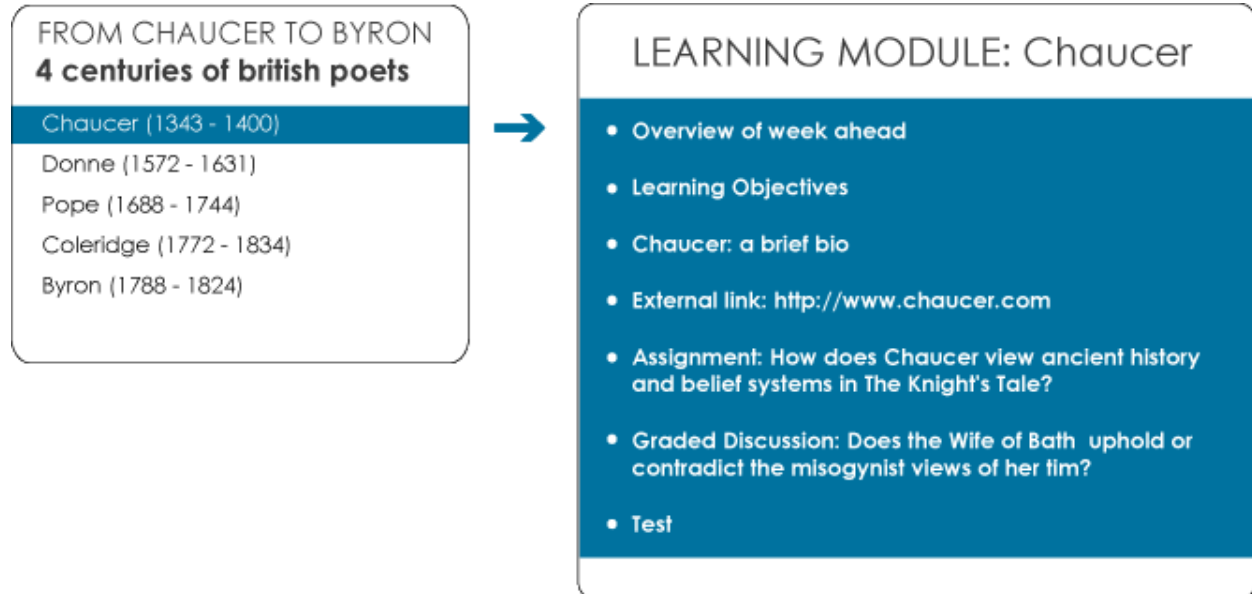 FROM CHAUCER TO BYRON
4 centuries of british poets
Chaucer (1343 - 1400)
Donne (1572 - 1631)
Pope (1688 - 1744)
Coleridge (1772 - 1834)
Byron (1788 - 1824)
LEARNING MODULE: Chaucer
• Overview of week ahead
• Learning Objectives
• Chaucer: a brief bio
• External link: http://www.chaucer.com
• Assignment: How does Chaucer view ancient history
and belief systems in The Knight's Tale?
• Graded Discussion: Does the Wife of Bath  uphold or
contradict the misogynist views of her tim?
• Test